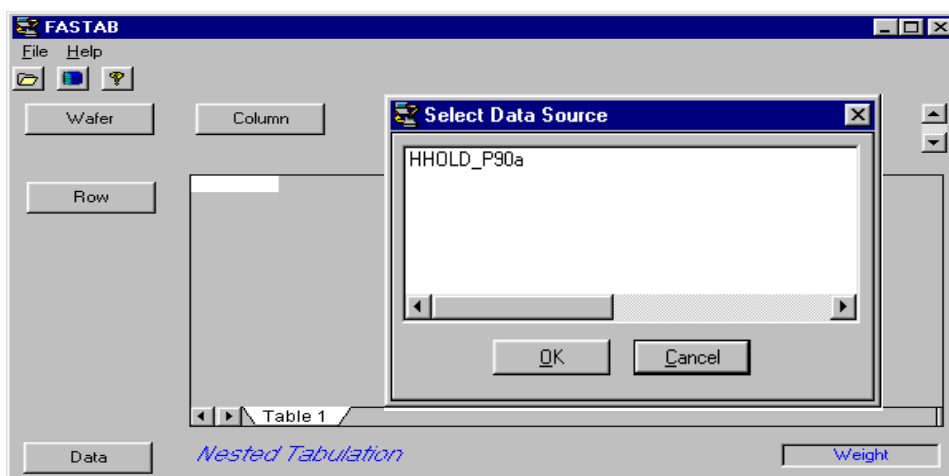 FASTAB
File Help
Wafer
Column
Select Data Source
HHOLD_P90a
Row
OK
Cancel
Table 1
Data
Nested Tabulation
Weight